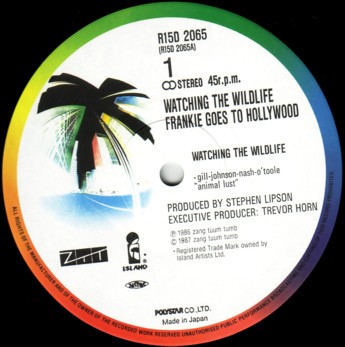 R15D 2065
(R15D 2065A)
1
STEREO 45r.p.m.
WATCHING THE WILDLIFE
FRANKIE GOES TO HOLLYWOOD
WATCHING THE WILDLIFE
-gill-johnson-nash-o'toole
"animal lust"
PRODUCED BY STEPHEN LIPSON
EXECUTIVE PRODUCER: TREVOR HORN
Ⓟ1986 zang tuum tumb
Ⓒ1987 zang tuum tumb
•Registered Trade Mark owned by
Island Artists Ltd.
ZTT
ISLAND
POLYSTAR CO.,LTD.
Made in Japan
ALL RIGHTS OF THE MANUFACTURER AND OF THE OWNER OF THE RECORDED WORK RESERVED UNAUTHORISED PUBLIC PERFORMANCE BROADCASTING